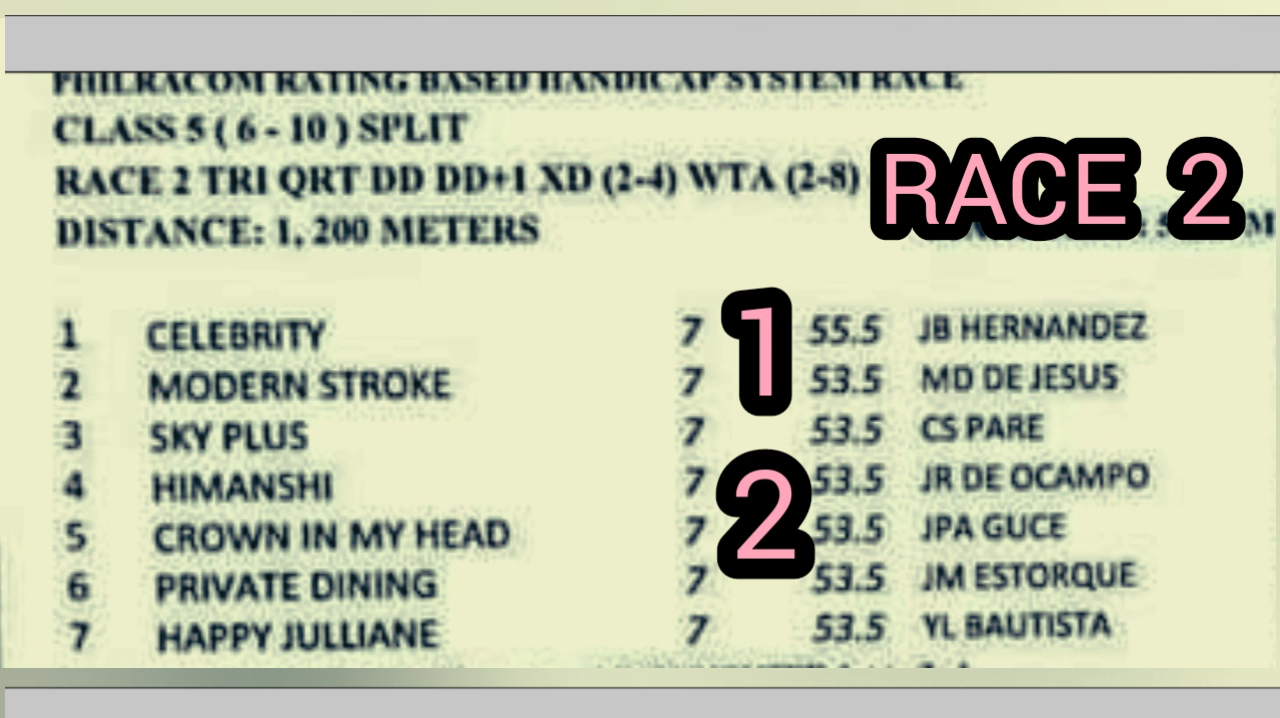 PHILRACOM RATING BASED HANDICAP SYSTEM RACE
CLASS 5 ( 6 - 10 ) SPLIT
RACE 2 TRI QRT DD DD+1 XD (2-4) WTA (2-8)
RACE 2
DISTANCE: 1, 200 METERS
1 CELEBRITY 7 55.5 JB HERNANDEZ
2 MODERN STROKE 7 53.5 MD DE JESUS
3 SKY PLUS 7 53.5 CS PARE
4 HIMANSHI 7 53.5 JR DE OCAMPO
5 CROWN IN MY HEAD 7 53.5 JPA GUCE
6 PRIVATE DINING 7 53.5 JM ESTORQUE
7 HAPPY JULLIANE 7 53.5 YL BAUTISTA
1
2